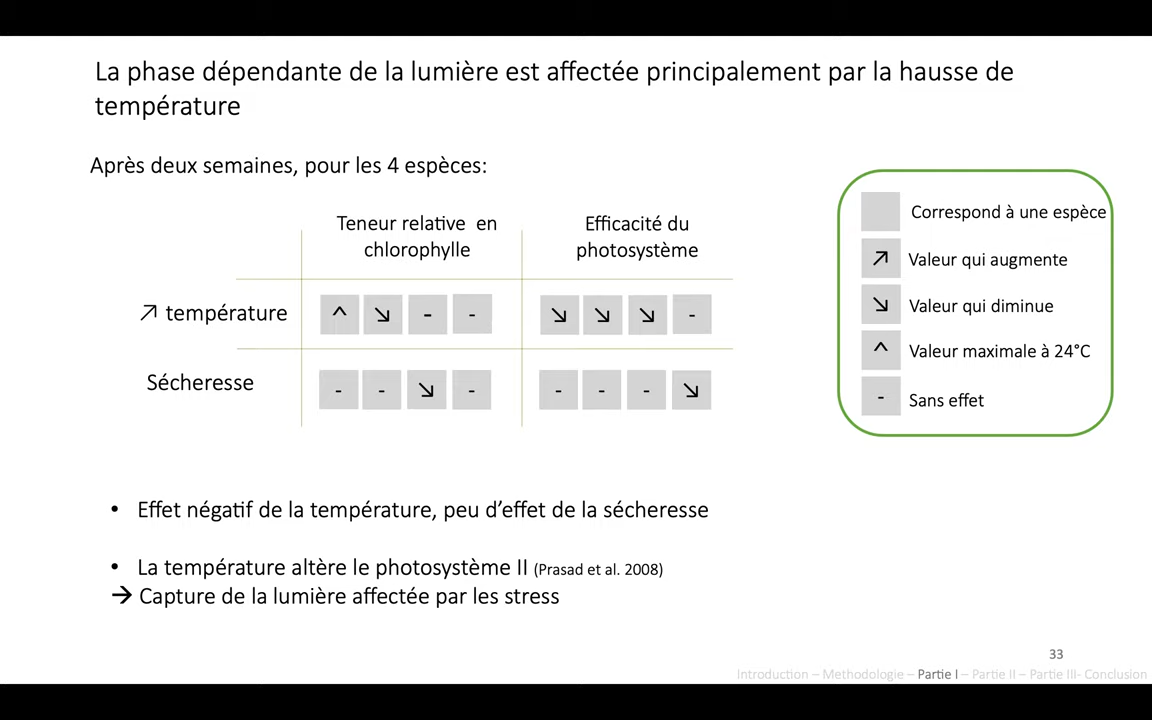 La phase dépendante de la lumière est affectée principalement par la hausse de
température
Après deux semaines, pour les 4 espèces:
Teneur relative en
chlorophylle
Efficacité du
photosystème
↗ température
^ ↘ - -
↘ ↘ ↘ -
Sécheresse
- - ↘ -
- - - ↘
Correspond à une espèce
↗ Valeur qui augmente
↘ Valeur qui diminue
^ Valeur maximale à 24°C
- Sans effet
• Effet négatif de la température, peu d'effet de la sécheresse
• La température altère le photosystème II (Prasad et al. 2008)
→ Capture de la lumière affectée par les stress
33
Introduction – Methodologie – Partie I – Partie II – Partie III- Conclusion